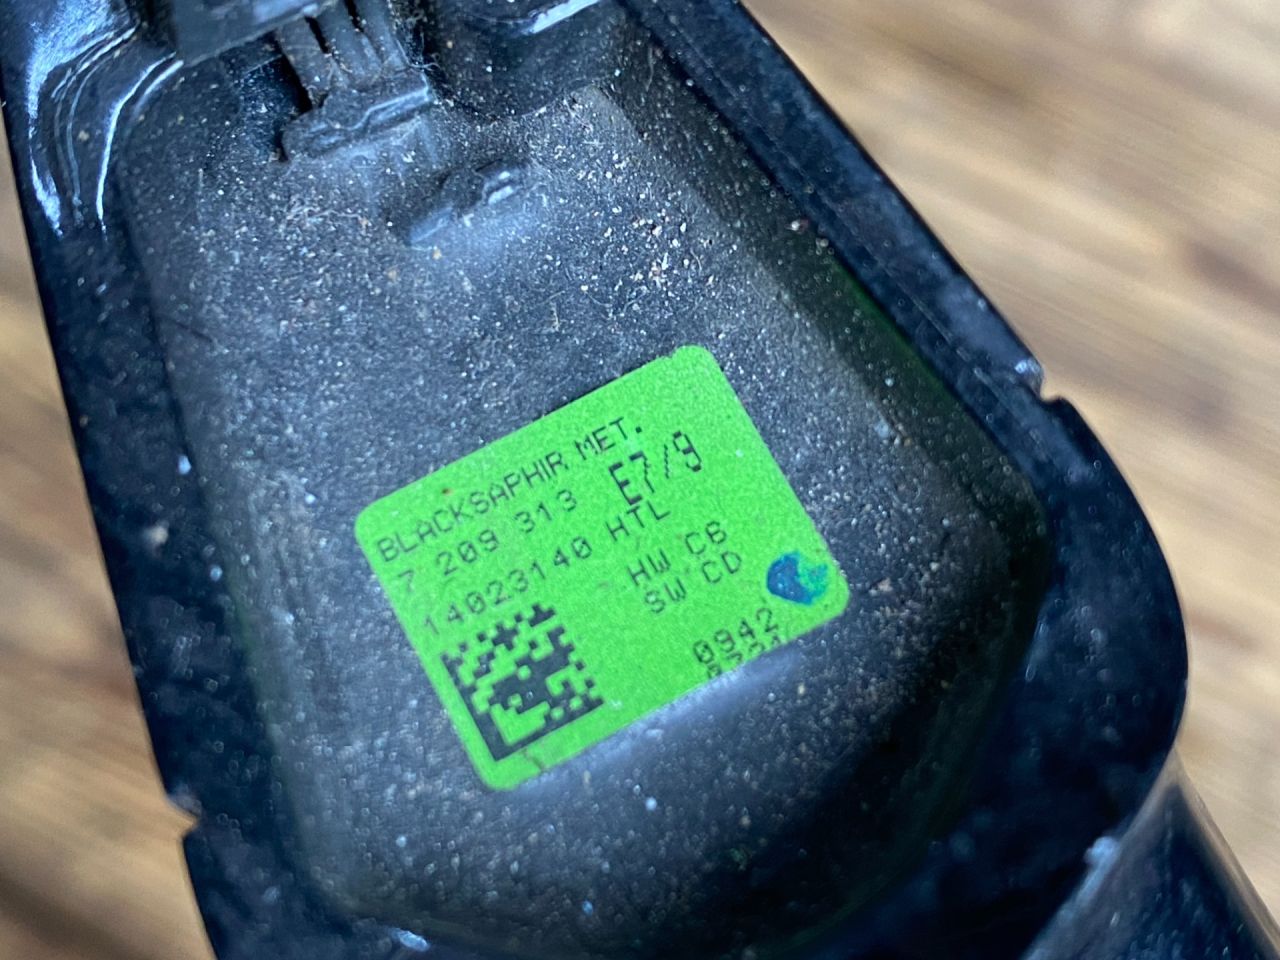 BLACKSAPHIR MET.
7 209 313 E7/9
14023140 HTL
HW C6
SW CD
0942